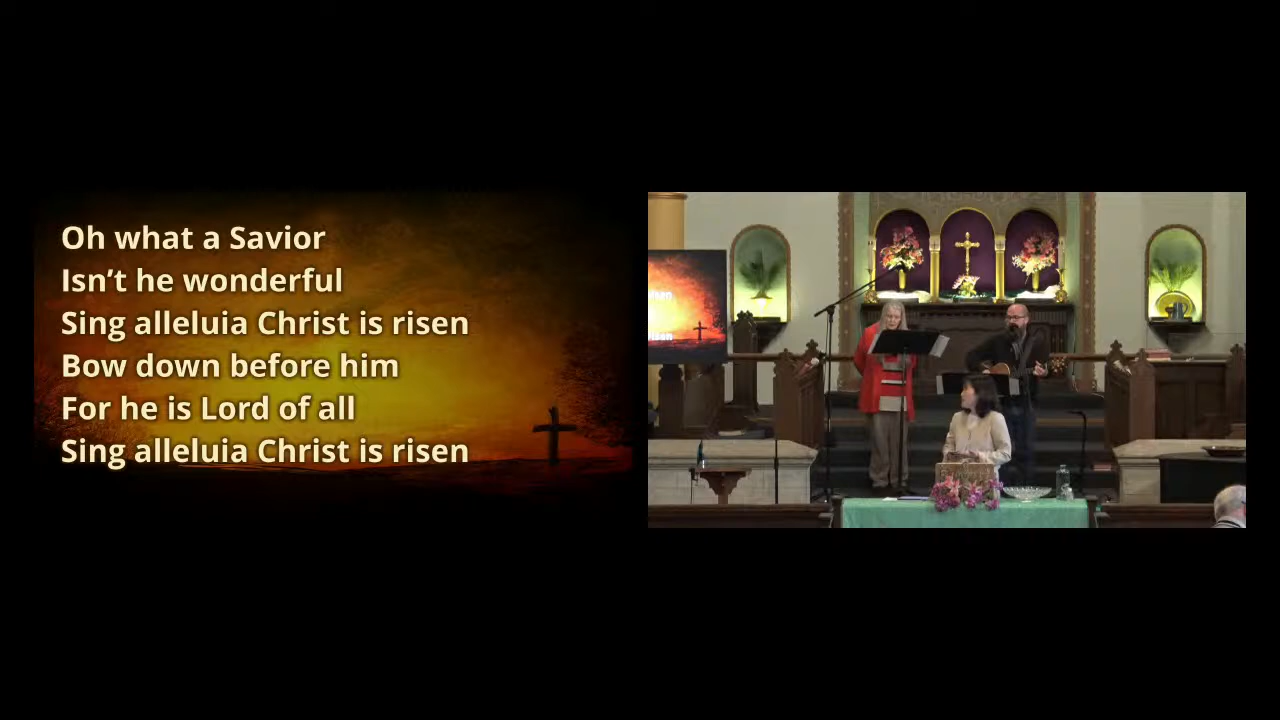 Oh what a Savior
Isn't he wonderful
Sing alleluia Christ is risen
Bow down before him
For he is Lord of all
Sing alleluia Christ is risen